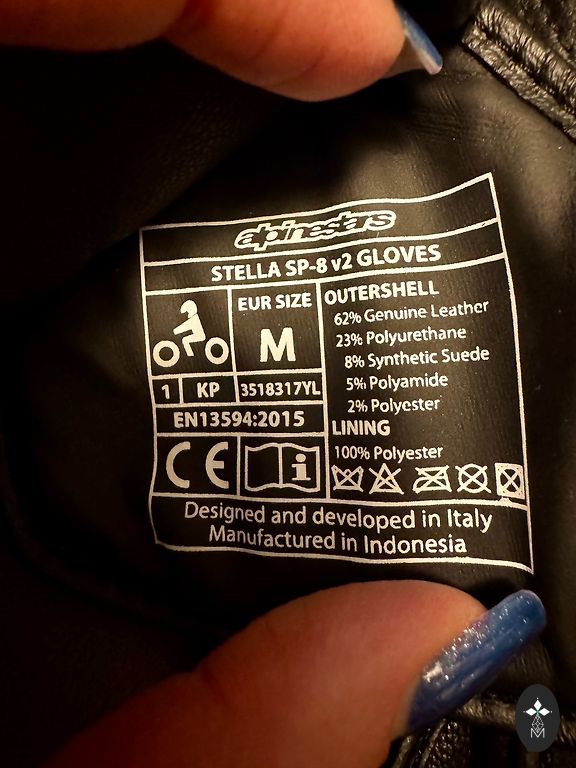 alpinestars
STELLA SP-8 v2 GLOVES
EUR SIZE
M
1 KP 3518317YL
EN13594:2015
CE i
OUTERSHELL
62% Genuine Leather
23% Polyurethane
8% Synthetic Suede
5% Polyamide
2% Polyester
LINING
100% Polyester
Designed and developed in Italy
Manufactured in Indonesia
M